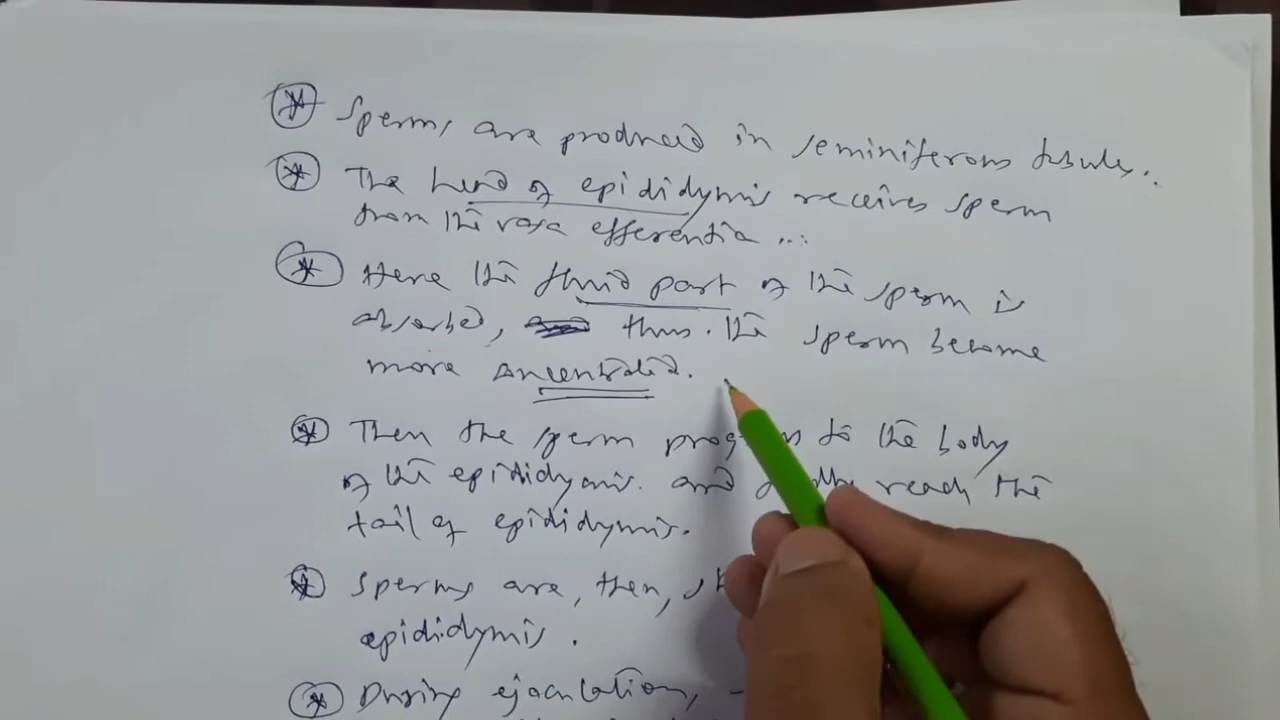 Sperms are produced in seminiferous tubules..
The head of epididymis receives sperm
from the vasa efferentia ...
Here the fluid part of the sperm is
absorbed, thus the sperm become
more concentrated.
Then the sperm to the body
of the epididymis. and reach the
tail of epididymis.
Sperms are, then,
epididymis.
During ejaculation,